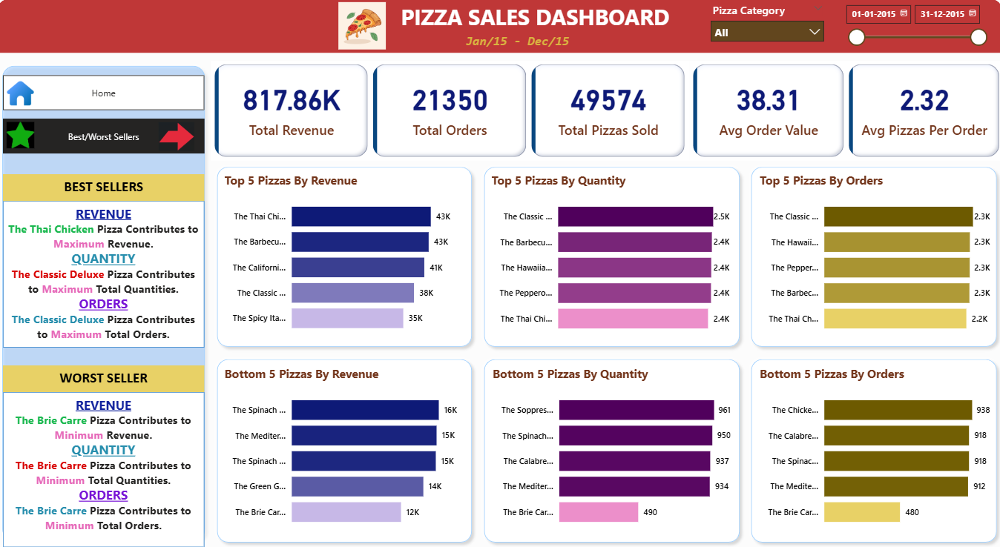 PIZZA SALES DASHBOARD
Jan/15 - Dec/15
Pizza Category
All
01-01-2015
31-12-2015
Home
Best/Worst Sellers
817.86K
Total Revenue
21350
Total Orders
49574
Total Pizzas Sold
38.31
Avg Order Value
2.32
Avg Pizzas Per Order
BEST SELLERS
REVENUE
The Thai Chicken Pizza Contributes to
Maximum Revenue.
QUANTITY
The Classic Deluxe Pizza Contributes
to Maximum Total Quantities.
ORDERS
The Classic Deluxe Pizza Contributes
to Maximum Total Orders.
WORST SELLER
REVENUE
The Brie Carre Pizza Contributes to
Minimum Revenue.
QUANTITY
The Brie Carre Pizza Contributes to
Minimum Total Quantities.
ORDERS
The Brie Carre Pizza Contributes to
Minimum Total Orders.
Top 5 Pizzas By Revenue
The Thai Chi... 43K
The Barbecu... 43K
The Californi... 41K
The Classic ... 38K
The Spicy Ita... 35K
Top 5 Pizzas By Quantity
The Classic ... 2.5K
The Barbecu... 2.4K
The Hawaiia... 2.4K
The Peppero... 2.4K
The Thai Chi... 2.4K
Top 5 Pizzas By Orders
The Classic ... 2.3K
The Hawaii... 2.3K
The Pepper... 2.3K
The Barbec... 2.3K
The Thai Ch... 2.2K
Bottom 5 Pizzas By Revenue
The Spinach ... 16K
The Mediter... 15K
The Spinach ... 15K
The Green G... 14K
The Brie Car... 12K
Bottom 5 Pizzas By Quantity
The Soppres... 961
The Spinach... 950
The Calabre... 937
The Mediter... 934
The Brie Car... 490
Bottom 5 Pizzas By Orders
The Chicke... 938
The Calabre... 918
The Spinac... 918
The Medite... 912
The Brie Car... 480